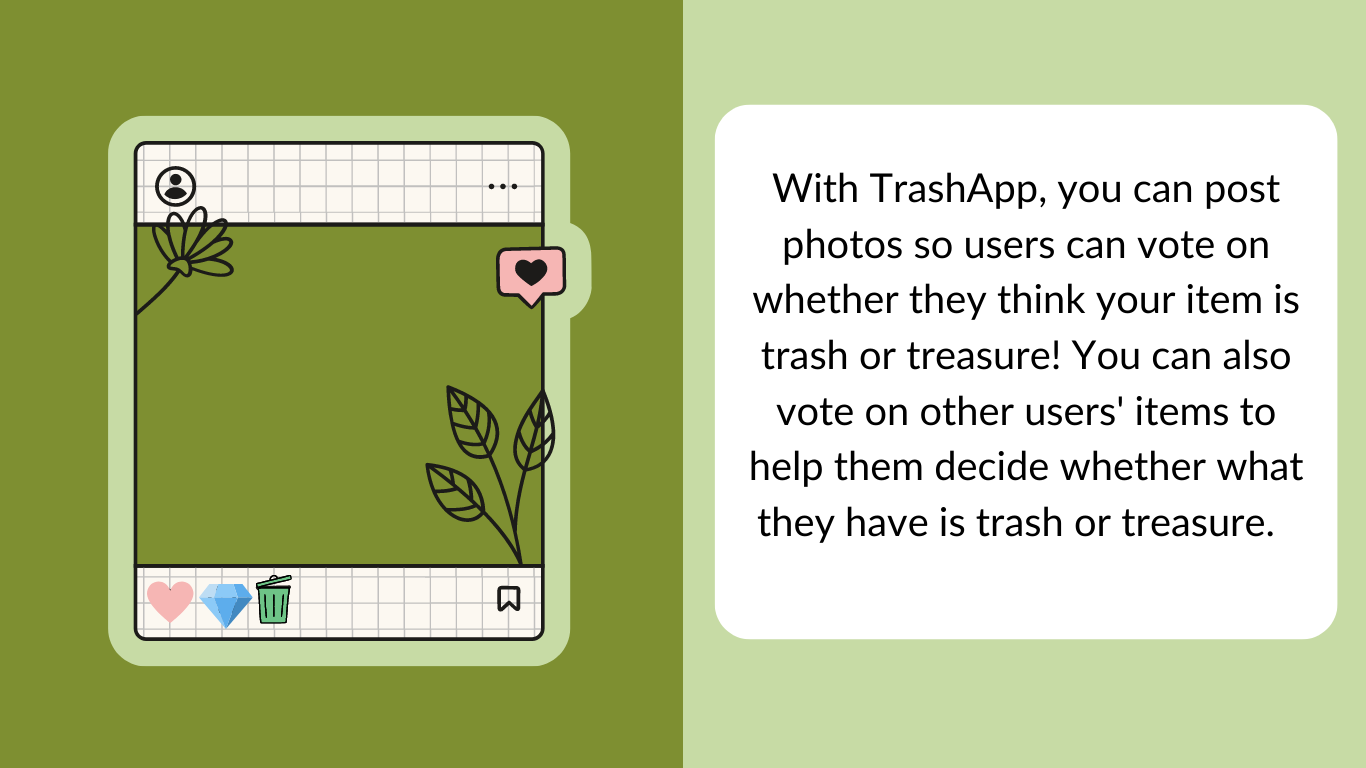 With TrashApp, you can post
photos so users can vote on
whether they think your item is
trash or treasure! You can also
vote on other users' items to
help them decide whether what
they have is trash or treasure.